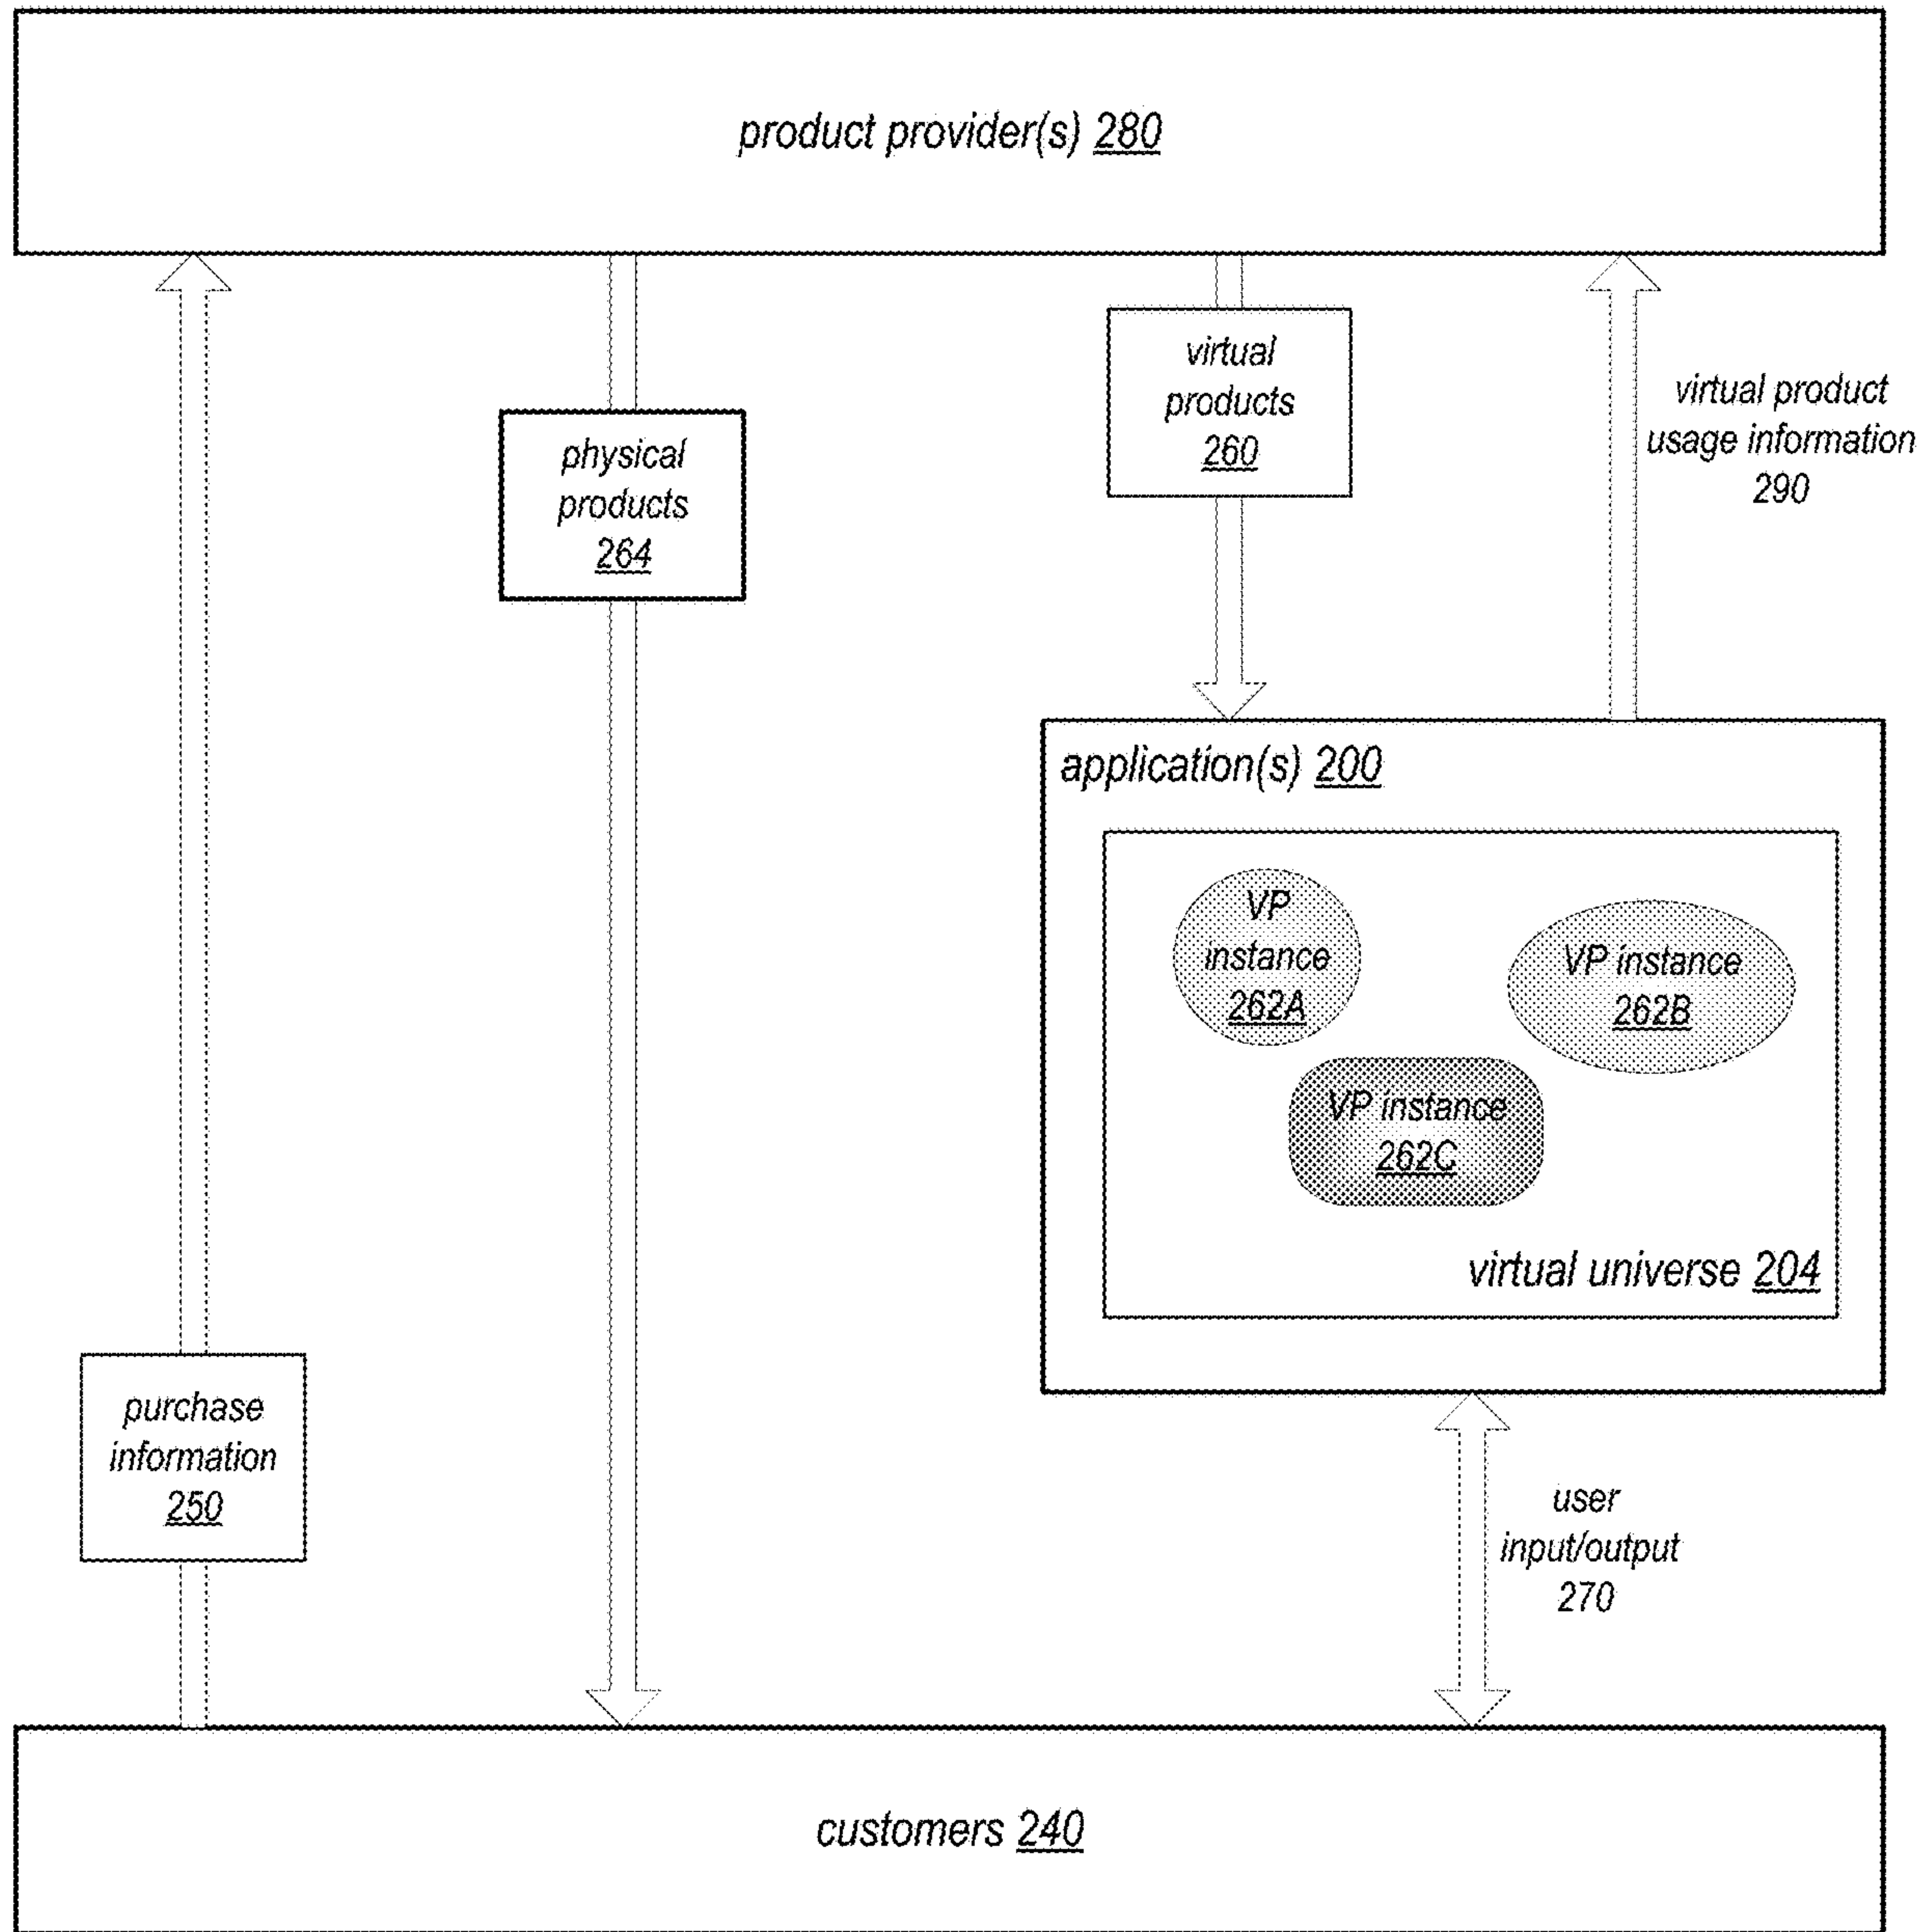 product provider(s) 280
virtual
products
260
virtual product
usage information
290
physical
products
264
application(s) 200
VP
instance
262A
VP instance
262B
VP instance
262C
virtual universe 204
purchase
information
250
user
input/output
270
customers 240